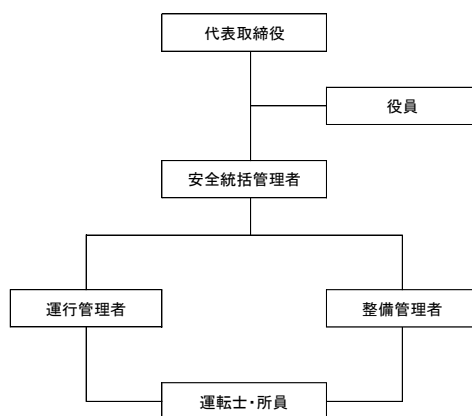 代表取締役
役員
安全統括管理者
運行管理者
整備管理者
運転士・所員